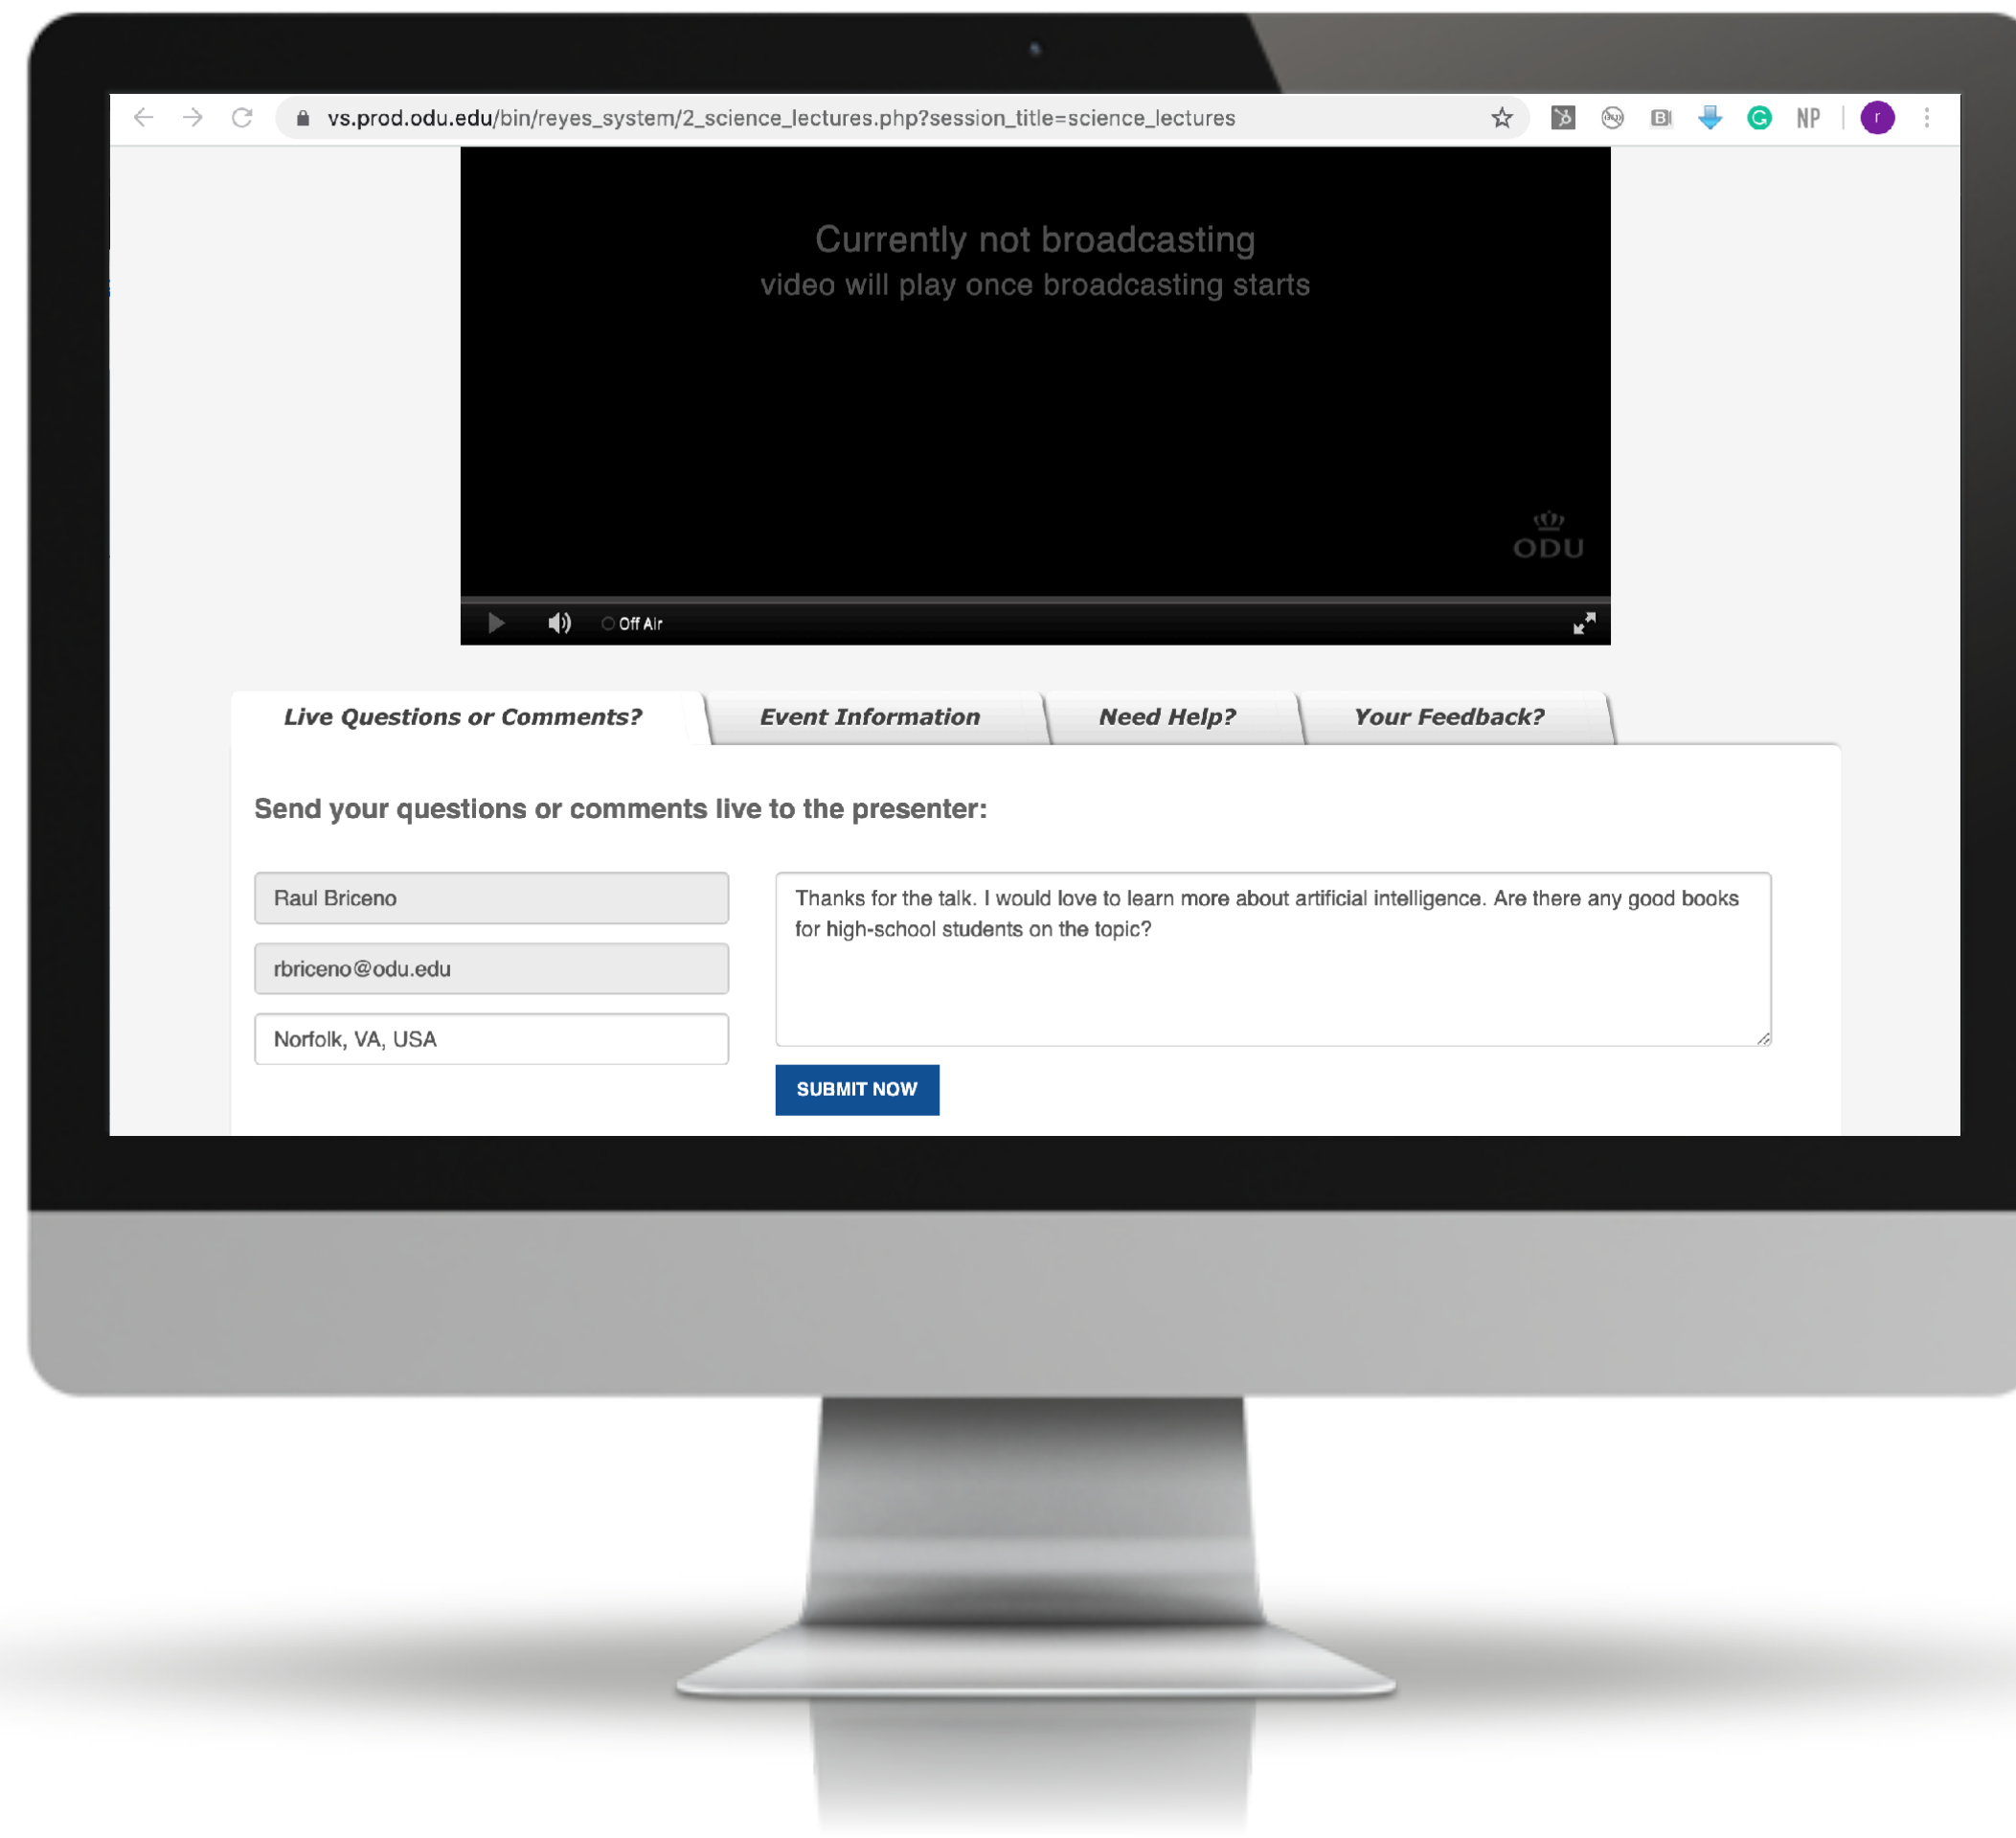 vs.prod.odu.edu/bin/reyes_system/2_science_lectures.php?session_title=science_lectures
B
G
NP
r
Currently not broadcasting
video will play once broadcasting starts
ODU
Off Air
Live Questions or Comments? Event Information Need Help? Your Feedback?
Send your questions or comments live to the presenter:
Raul Briceno
rbriceno@odu.edu
Norfolk, VA, USA
Thanks for the talk. I would love to learn more about artificial intelligence. Are there any good books
for high-school students on the topic?
SUBMIT NOW